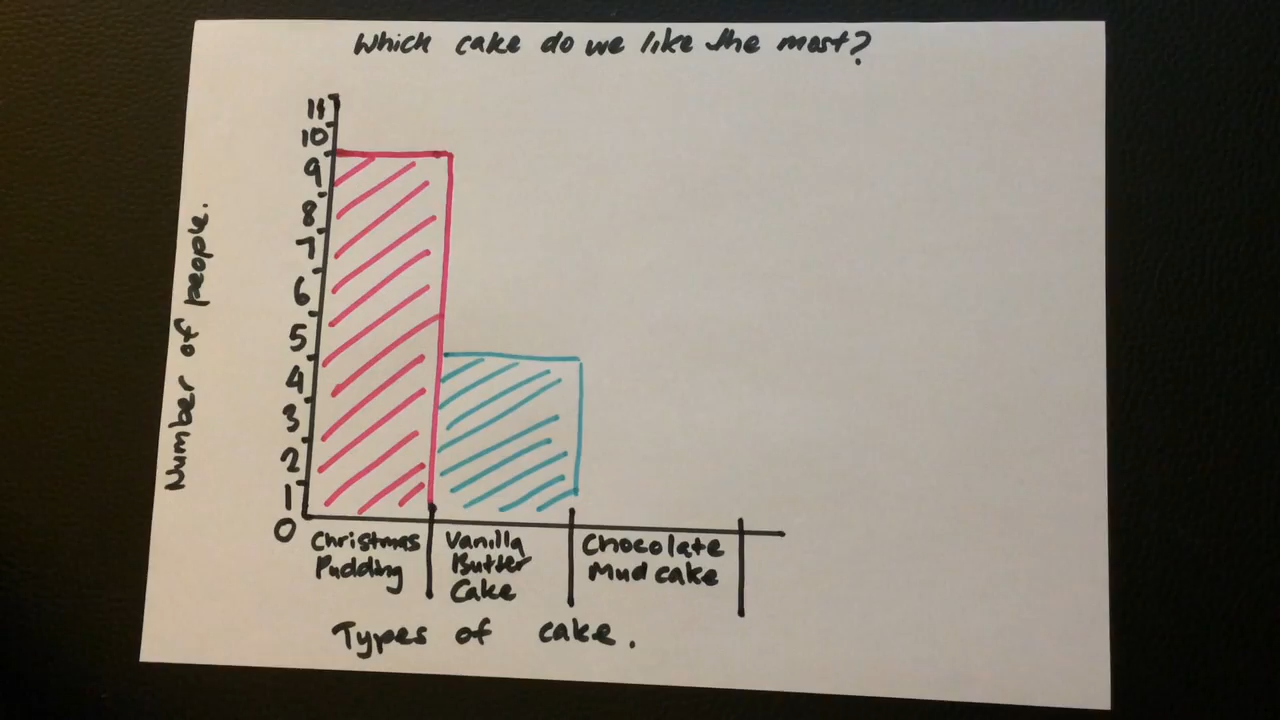 Which cake do we like the most?
11
10
9
8
7
6
5
4
3
2
1
0
Number of people.
Christmas
Pudding
Vanilla
Butter
Cake
Chocolate
Mud cake
Types of cake.